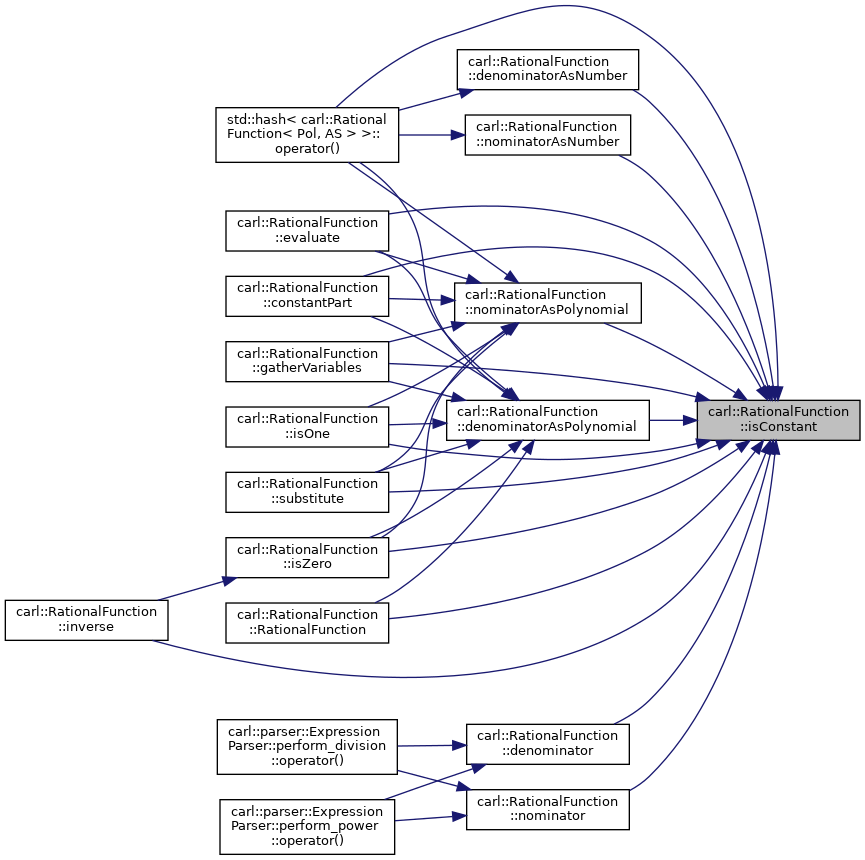 carl::RationalFunction
::denominatorAsNumber
std::hash< carl::Rational
Function< Pol, AS > >::
operator()
carl::RationalFunction
::nominatorAsNumber
carl::RationalFunction
::evaluate
carl::RationalFunction
::constantPart
carl::RationalFunction
::nominatorAsPolynomial
carl::RationalFunction
::gatherVariables
carl::RationalFunction
::isOne
carl::RationalFunction
::denominatorAsPolynomial
carl::RationalFunction
::isConstant
carl::RationalFunction
::substitute
carl::RationalFunction
::isZero
carl::RationalFunction
::inverse
carl::RationalFunction
::RationalFunction
carl::parser::Expression
Parser::perform_division
::operator()
carl::RationalFunction
::denominator
carl::parser::Expression
Parser::perform_power
::operator()
carl::RationalFunction
::nominator